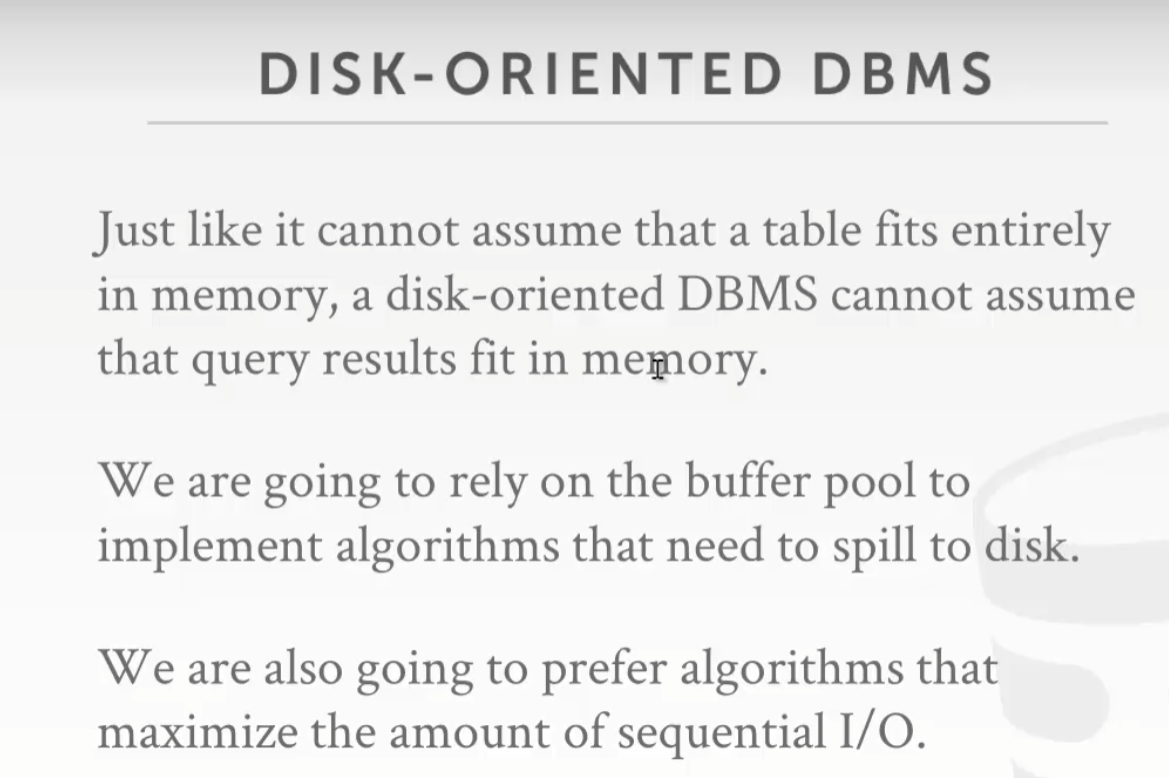 DISK-ORIENTED DBMS
Just like it cannot assume that a table fits entirely
in memory, a disk-oriented DBMS cannot assume
that query results fit in memory.
We are going to rely on the buffer pool to
implement algorithms that need to spill to disk.
We are also going to prefer algorithms that
maximize the amount of sequential I/O.